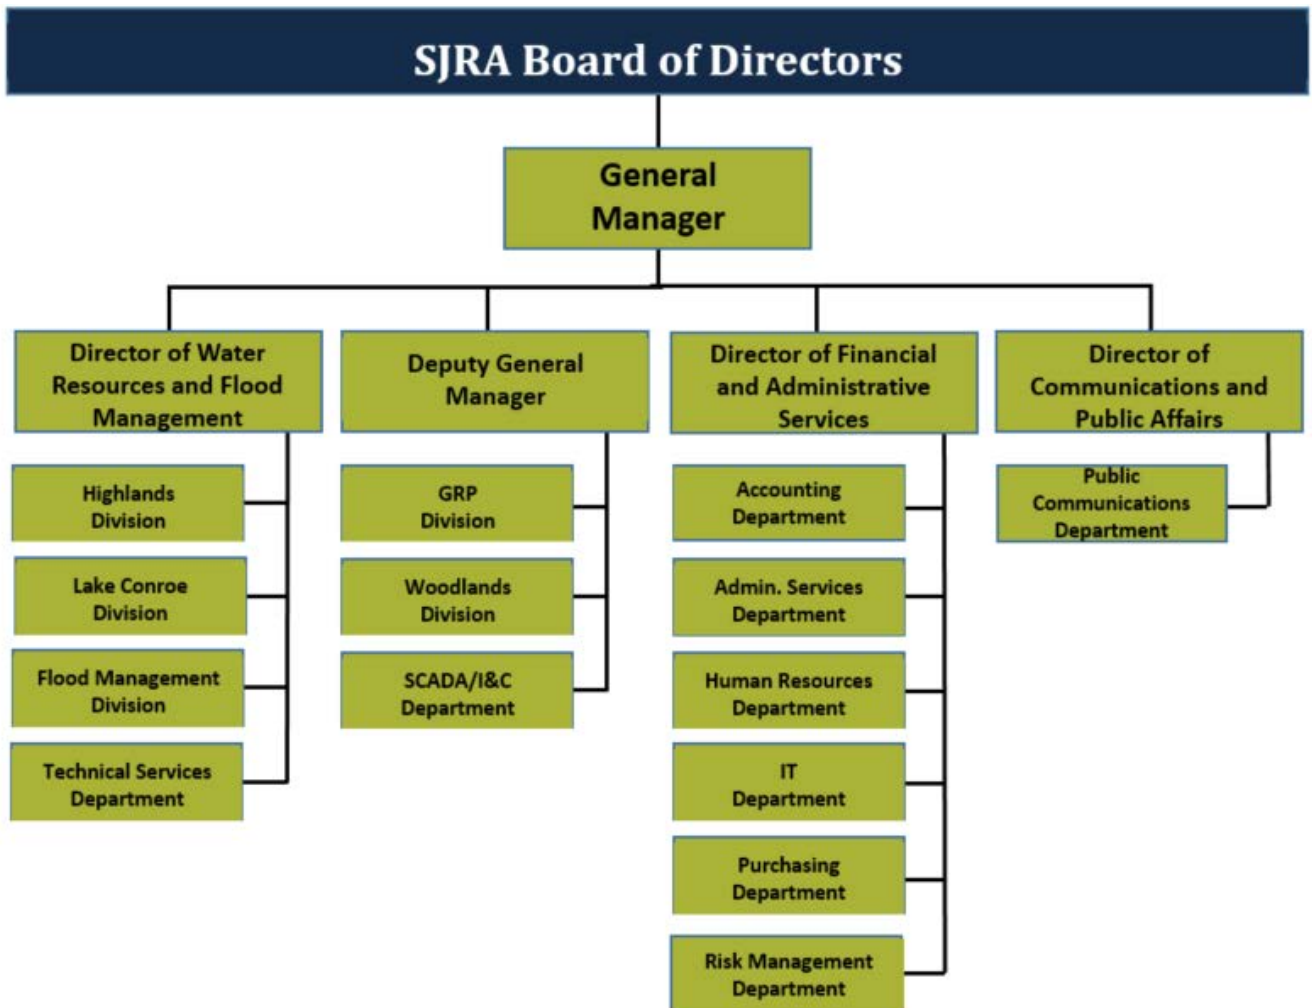 SJRA Board of Directors
General
Manager
Director of Water
Resources and Flood
Management
Highlands
Division
Lake Conroe
Division
Flood Management
Division
Technical Services
Department
Deputy General
Manager
GRP
Division
Woodlands
Division
SCADA/I&C
Department
Director of Financial
and Administrative
Services
Accounting
Department
Admin. Services
Department
Human Resources
Department
IT
Department
Purchasing
Department
Risk Management
Department
Director of
Communications and
Public Affairs
Public
Communications
Department